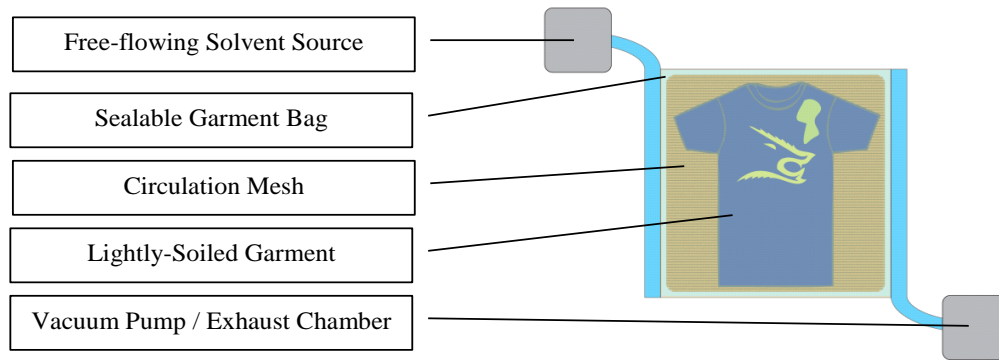 Free-flowing Solvent Source
Sealable Garment Bag
Circulation Mesh
Lightly-Soiled Garment
Vacuum Pump / Exhaust Chamber